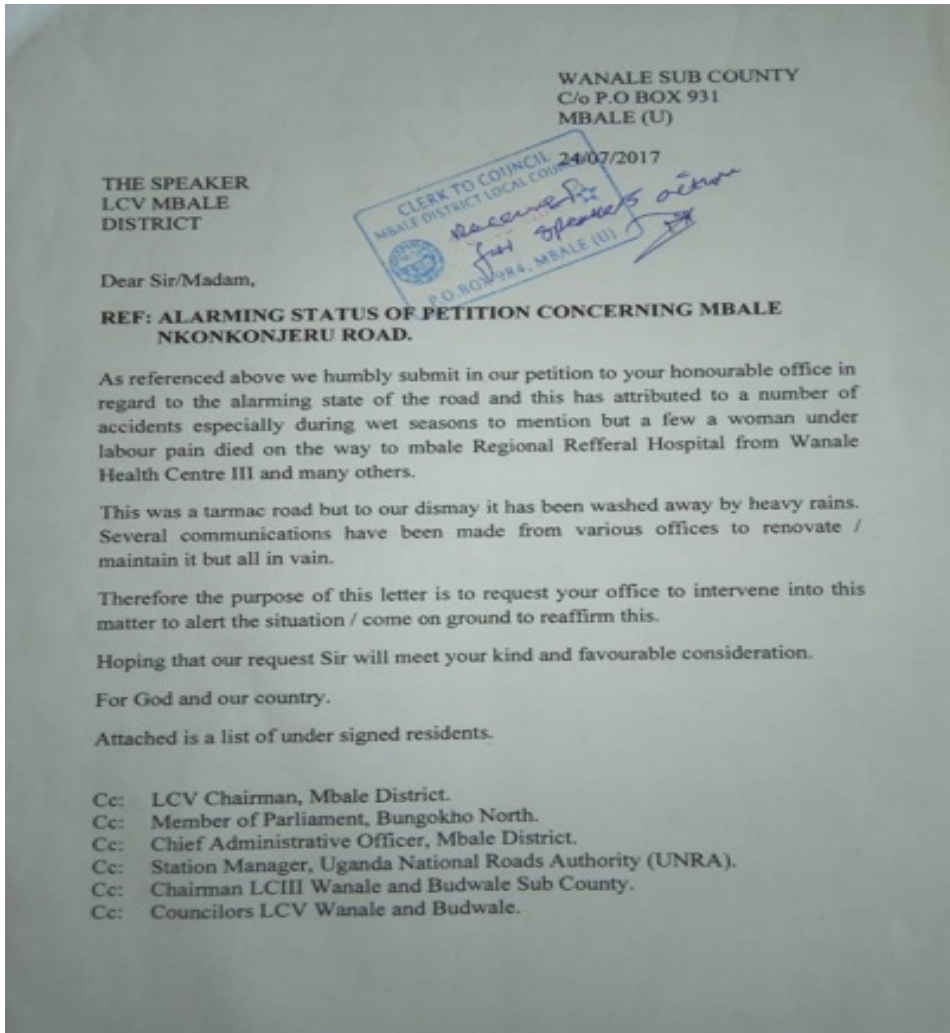 WANALE SUB COUNTY
C/o P.O BOX 931
MBALE (U)
24/07/2017
THE SPEAKER
LCV MBALE
DISTRICT
CLERK TO COUNCIL
MBALE DISTRICT LOCAL COUNCIL
Received
for speakers action
P.O.BOX 984, MBALE (U)
Dear Sir/Madam,
REF: ALARMING STATUS OF PETITION CONCERNING MBALE
NKONKONJERU ROAD.
As referenced above we humbly submit in our petition to your honourable office in
regard to the alarming state of the road and this has attributed to a number of
accidents especially during wet seasons to mention but a few a woman under
labour pain died on the way to mbale Regional Refferal Hospital from Wanale
Health Centre III and many others.
This was a tarmac road but to our dismay it has been washed away by heavy rains.
Several communications have been made from various offices to renovate /
maintain it but all in vain.
Therefore the purpose of this letter is to request your office to intervene into this
matter to alert the situation / come on ground to reaffirm this.
Hoping that our request Sir will meet your kind and favourable consideration.
For God and our country.
Attached is a list of under signed residents.
Cc: LCV Chairman, Mbale District.
Cc: Member of Parliament, Bungokho North.
Cc: Chief Administrative Officer, Mbale District.
Cc: Station Manager, Uganda National Roads Authority (UNRA).
Cc: Chairman LCIII Wanale and Budwale Sub County.
Cc: Councilors LCV Wanale and Budwale.